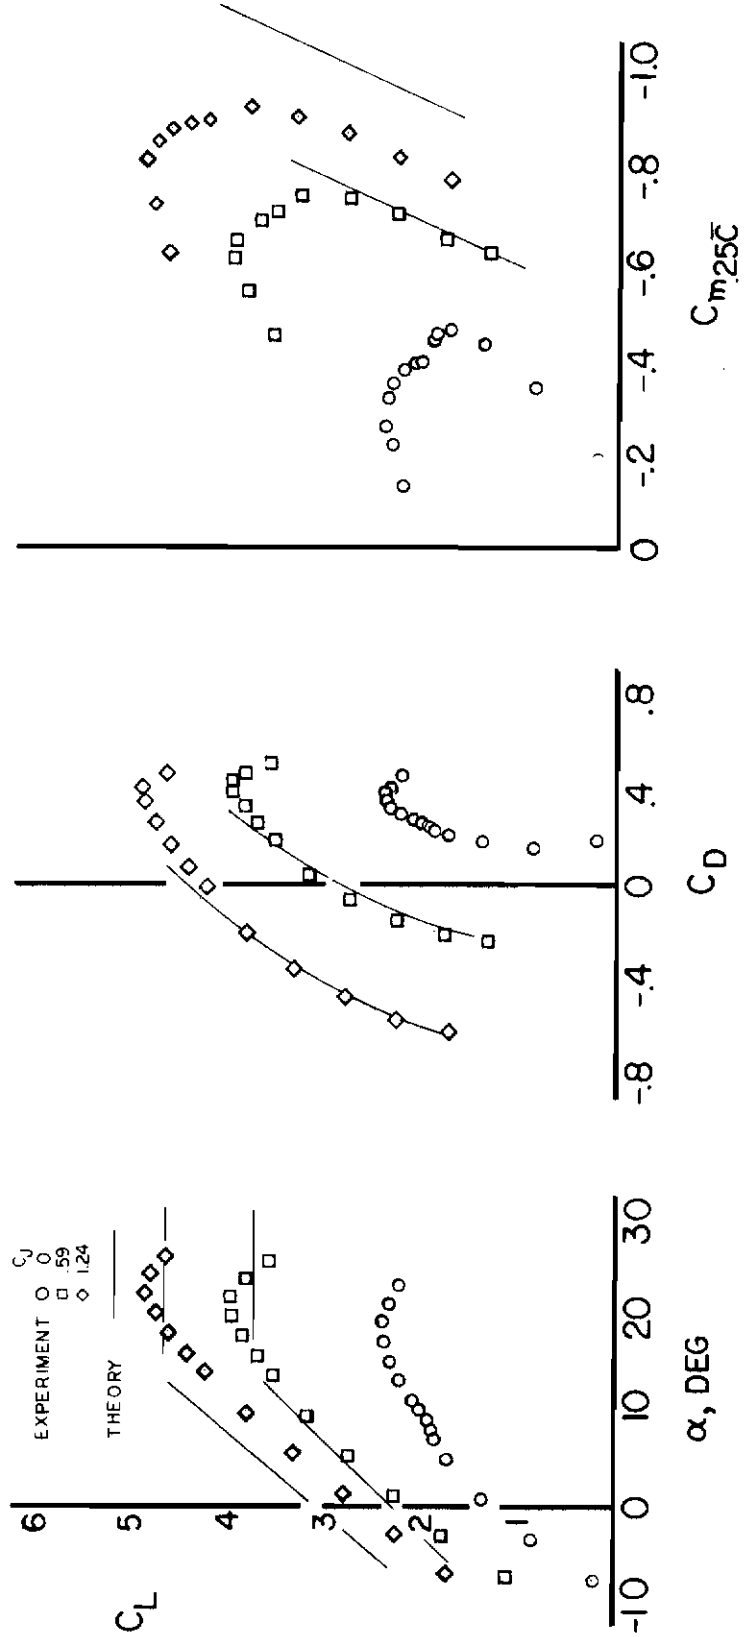 EXPERIMENT C_J
○ 0
□ .59
◇ 1.24
THEORY
C_L
6
5
4
3
2
1
-10 0 10 20 30
α, DEG
-.8 -.4 0 .4 .8
C_D
0 -.2 -.4 -.6 -.8 -1.0
C_m.25c̄